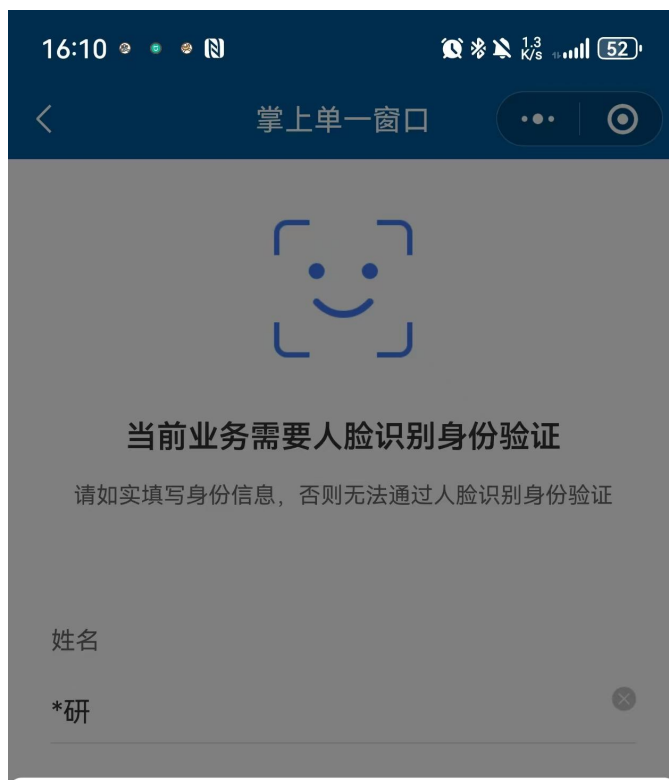 16:10
1.3 K/s 52
掌上单一窗口
当前业务需要人脸识别身份验证
请如实填写身份信息，否则无法通过人脸识别身份验证
姓名
*研